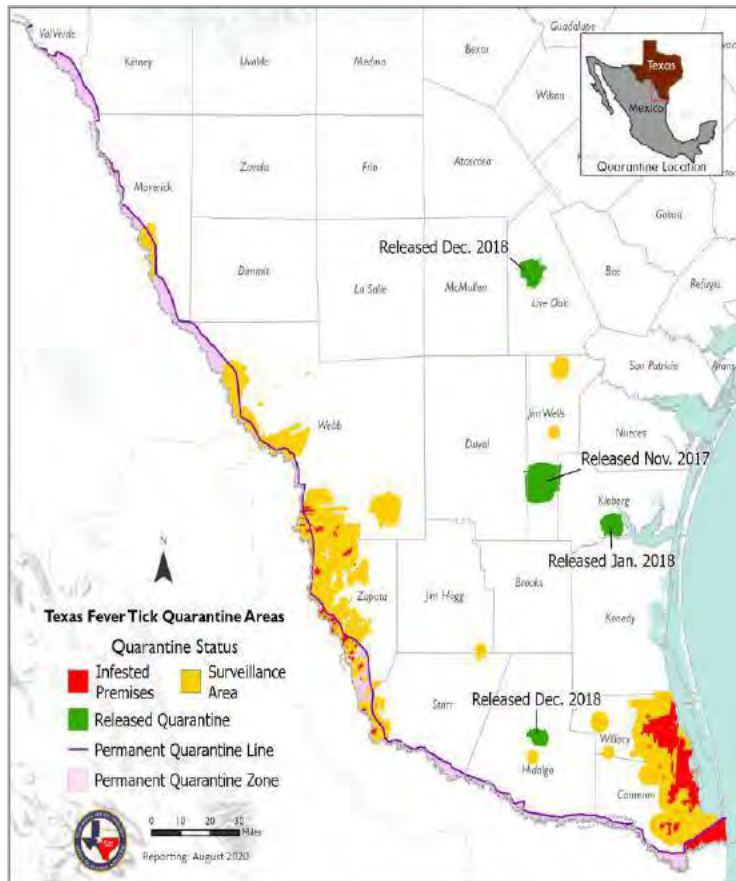 Val Verde
Kinney
Uvalde
Medina
Bexar
Guadalupe
Wilson
Texas
Mexico
Quarantine Location
Maverick
Zavala
Frio
Atascosa
Goliad
Released Dec. 2018
Dimmit
La Salle
McMullen
Live Oak
Bee
Refugio
San Patricio
Arans
Webb
Duval
Jim Wells
Nueces
Released Nov. 2017
Kleberg
Released Jan. 2018
N
Zapata
Jim Hogg
Brooks
Kenedy
Texas Fever Tick Quarantine Areas
Quarantine Status
Infested Premises
Surveillance Area
Released Quarantine
Permanent Quarantine Line
Permanent Quarantine Zone
Starr
Released Dec. 2018
Hidalgo
Willacy
Cameron
0 10 20 30
Miles
Reporting: August 2020